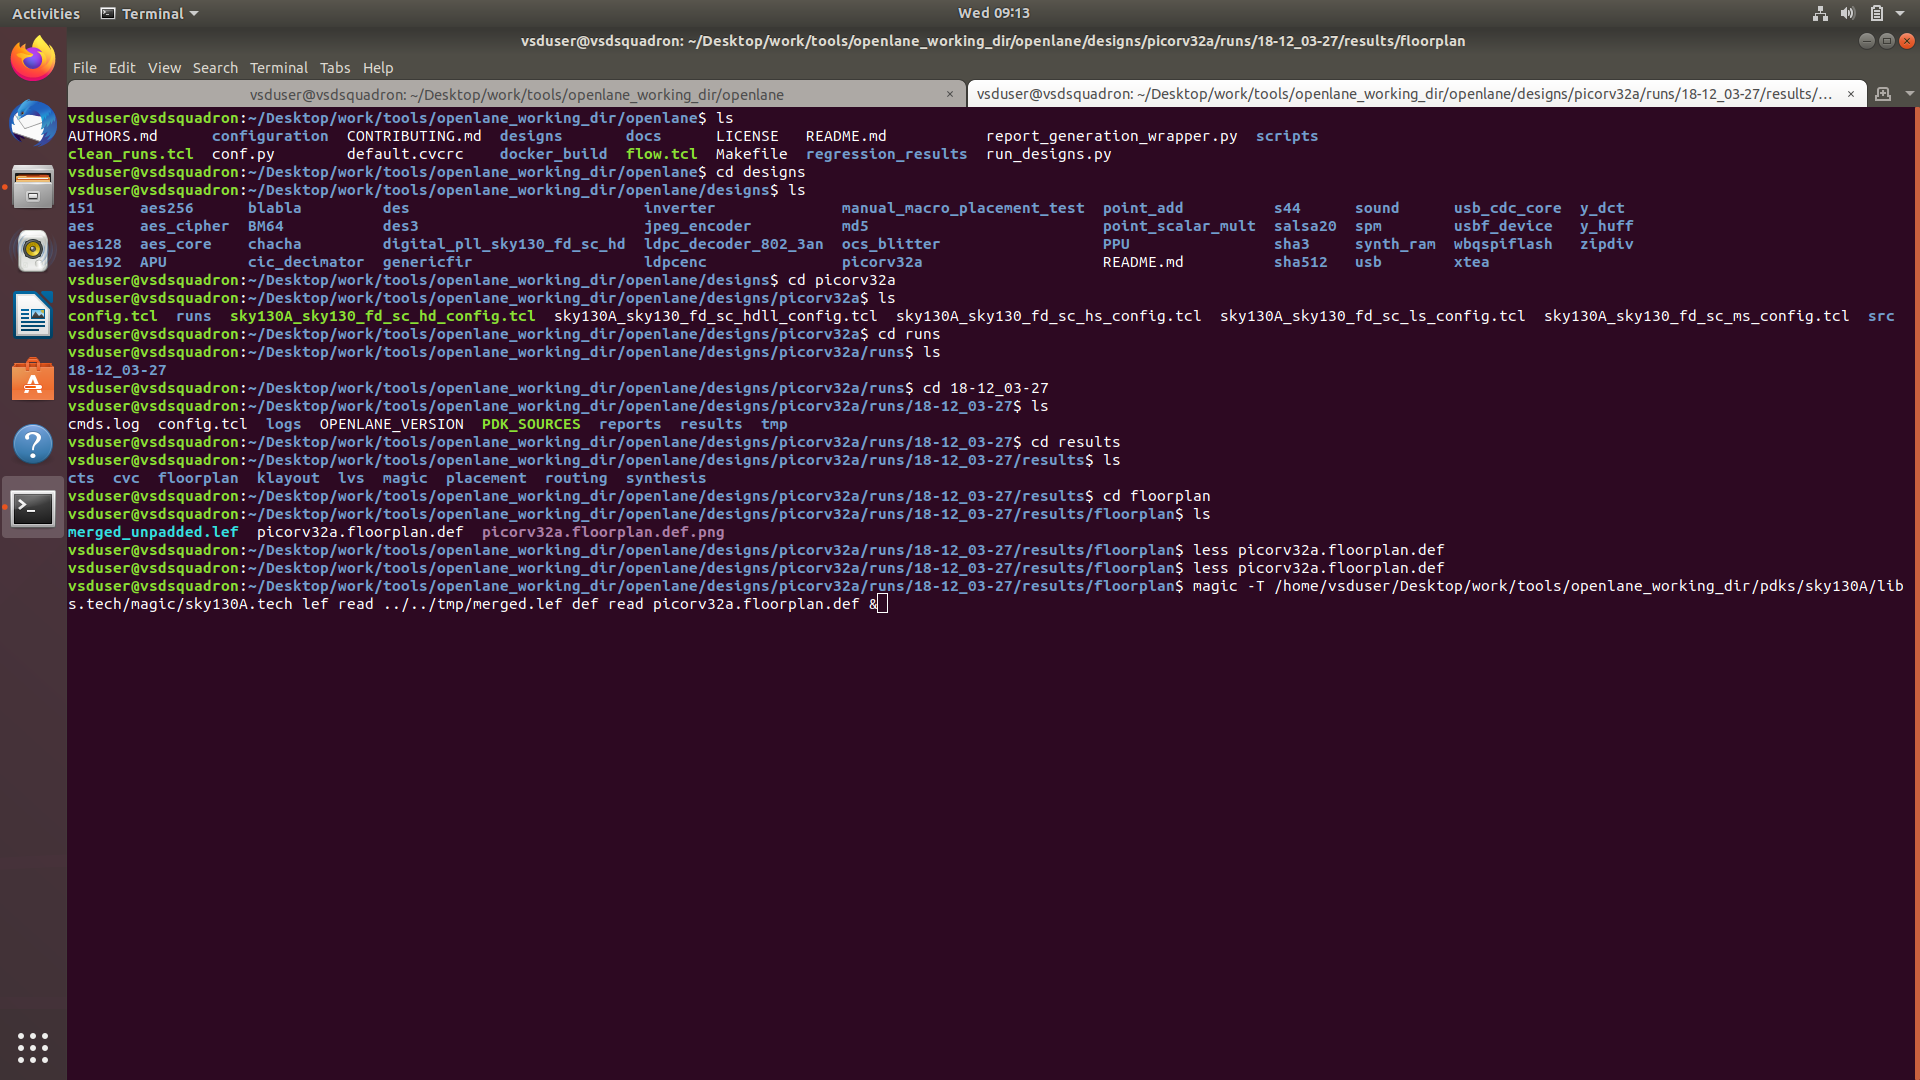 Activities Terminal Wed 09:13
vsduser@vsdsquadron: ~/Desktop/work/tools/openlane_working_dir/openlane/designs/picorv32a/runs/18-12_03-27/results/floorplan
File Edit View Search Terminal Tabs Help
vsduser@vsdsquadron: ~/Desktop/work/tools/openlane_working_dir/openlane × vsduser@vsdsquadron: ~/Desktop/work/tools/openlane_working_dir/openlane/designs/picorv32a/runs/18-12_03-27/results/... ×
vsduser@vsdsquadron:~/Desktop/work/tools/openlane_working_dir/openlane$ ls
AUTHORS.md configuration CONTRIBUTING.md designs docs LICENSE README.md report_generation_wrapper.py scripts
clean_runs.tcl conf.py default.cvcrc docker_build flow.tcl Makefile regression_results run_designs.py
vsduser@vsdsquadron:~/Desktop/work/tools/openlane_working_dir/openlane$ cd designs
vsduser@vsdsquadron:~/Desktop/work/tools/openlane_working_dir/openlane/designs$ ls
151 aes256 blabla des inverter manual_macro_placement_test point_add s44 sound usb_cdc_core y_dct
aes aes_cipher BM64 des3 jpeg_encoder md5 point_scalar_mult salsa20 spm usbf_device y_huff
aes128 aes_core chacha digital_pll_sky130_fd_sc_hd ldpc_decoder_802_3an ocs_blitter PPU sha3 synth_ram wbqspiflash zipdiv
aes192 APU cic_decimator genericfir ldpcenc picorv32a README.md sha512 usb xtea
vsduser@vsdsquadron:~/Desktop/work/tools/openlane_working_dir/openlane/designs$ cd picorv32a
vsduser@vsdsquadron:~/Desktop/work/tools/openlane_working_dir/openlane/designs/picorv32a$ ls
config.tcl runs sky130A_sky130_fd_sc_hd_config.tcl sky130A_sky130_fd_sc_hdll_config.tcl sky130A_sky130_fd_sc_hs_config.tcl sky130A_sky130_fd_sc_ls_config.tcl sky130A_sky130_fd_sc_ms_config.tcl src
vsduser@vsdsquadron:~/Desktop/work/tools/openlane_working_dir/openlane/designs/picorv32a$ cd runs
vsduser@vsdsquadron:~/Desktop/work/tools/openlane_working_dir/openlane/designs/picorv32a/runs$ ls
18-12_03-27
vsduser@vsdsquadron:~/Desktop/work/tools/openlane_working_dir/openlane/designs/picorv32a/runs$ cd 18-12_03-27
vsduser@vsdsquadron:~/Desktop/work/tools/openlane_working_dir/openlane/designs/picorv32a/runs/18-12_03-27$ ls
cmds.log config.tcl logs OPENLANE_VERSION PDK_SOURCES reports results tmp
vsduser@vsdsquadron:~/Desktop/work/tools/openlane_working_dir/openlane/designs/picorv32a/runs/18-12_03-27$ cd results
vsduser@vsdsquadron:~/Desktop/work/tools/openlane_working_dir/openlane/designs/picorv32a/runs/18-12_03-27/results$ ls
cts cvc floorplan klayout lvs magic placement routing synthesis
vsduser@vsdsquadron:~/Desktop/work/tools/openlane_working_dir/openlane/designs/picorv32a/runs/18-12_03-27/results$ cd floorplan
vsduser@vsdsquadron:~/Desktop/work/tools/openlane_working_dir/openlane/designs/picorv32a/runs/18-12_03-27/results/floorplan$ ls
merged_unpadded.lef picorv32a.floorplan.def picorv32a.floorplan.def.png
vsduser@vsdsquadron:~/Desktop/work/tools/openlane_working_dir/openlane/designs/picorv32a/runs/18-12_03-27/results/floorplan$ less picorv32a.floorplan.def
vsduser@vsdsquadron:~/Desktop/work/tools/openlane_working_dir/openlane/designs/picorv32a/runs/18-12_03-27/results/floorplan$ less picorv32a.floorplan.def
vsduser@vsdsquadron:~/Desktop/work/tools/openlane_working_dir/openlane/designs/picorv32a/runs/18-12_03-27/results/floorplan$ magic -T /home/vsduser/Desktop/work/tools/openlane_working_dir/pdks/sky130A/lib
s.tech/magic/sky130A.tech lef read ../../tmp/merged.lef def read picorv32a.floorplan.def &